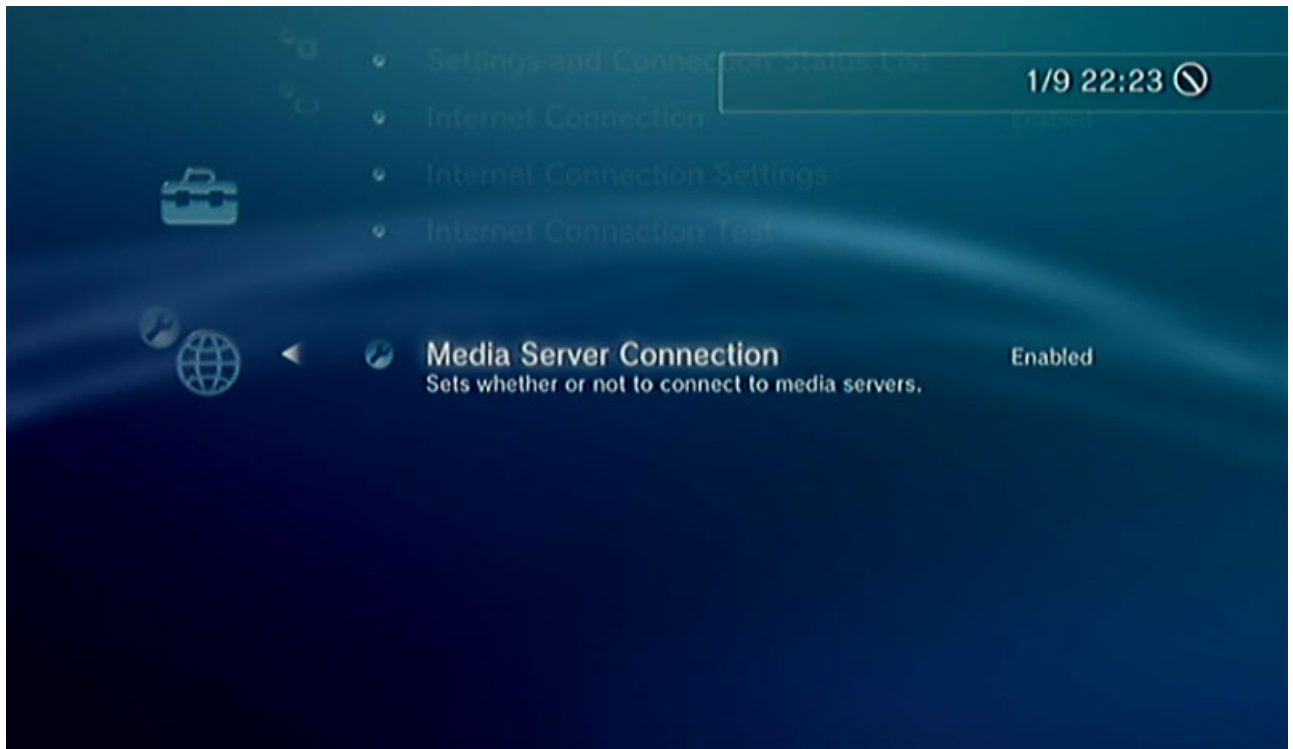 Settings and Connection Status List
1/9 22:23
Internet Connection
Enabled
Internet Connection Settings
Internet Connection Test
Media Server Connection
Enabled
Sets whether or not to connect to media servers.